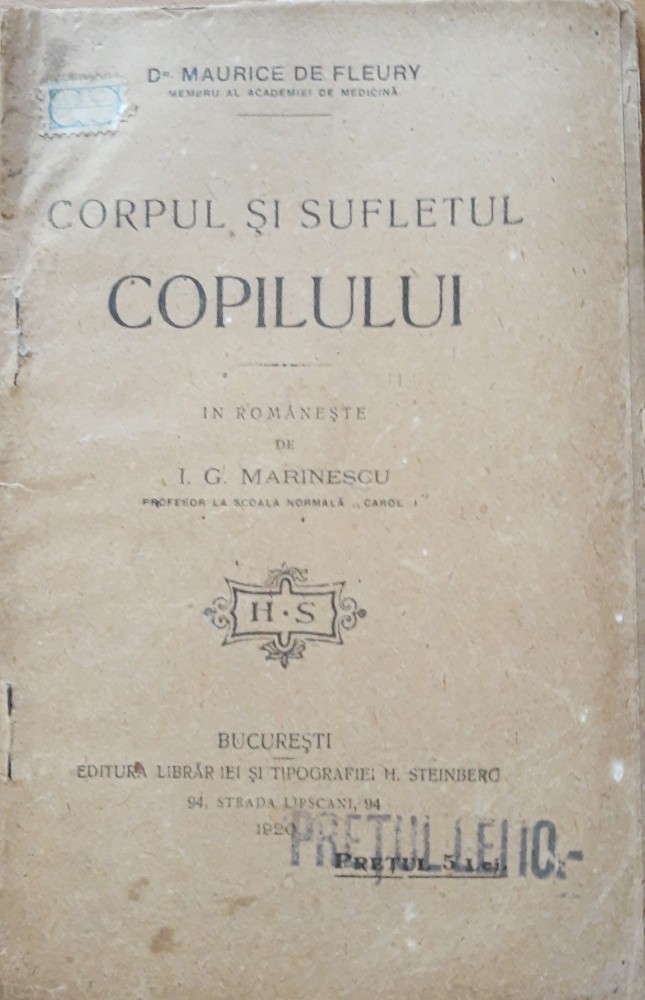 Dr. MAURICE DE FLEURY
MEMBRU AL ACADEMIEI DE MEDICINĂ
CORPUL ȘI SUFLETUL
COPILULUI
IN ROMÂNEȘTE
DE
I. G. MARINESCU
PROFESOR LA SCOALA NORMALĂ „CAROL I"
H·S
BUCUREȘTI
EDITURA LIBRĂRIEI ȘI TIPOGRAFIEI H. STEINBERG
94, STRADA LIPSCANI, 94
1920
PREȚUL LEI 10.-
PREȚUL 5 Lei.